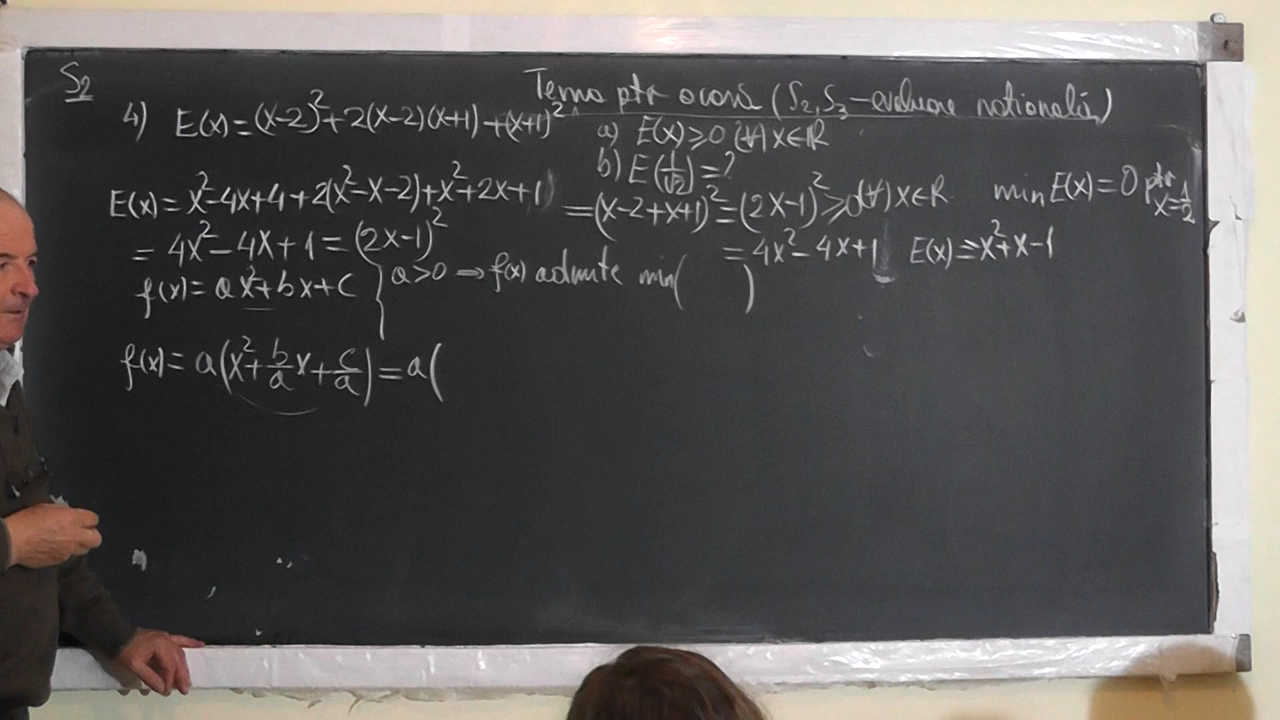 S₂
Tema ptr acasă (S₂, S₃ – evaluare națională)
4) E(x)=(x-2)²+2(x-2)(x+1)+(x+1)²
a) E(x)≥0 (∀) x∈ℝ
b) E(1/√2)=?
E(x)=x²-4x+4+2(x²-x-2)+x²+2x+1
=(x-2+x+1)²=(2x-1)²≥0(∀)x∈R
min E(x)=0 ptr x=1/2
=4x²-4x+1=(2x-1)²
=4x²-4x+1
E(x)=x²+x-1
f(x)=ax²+bx+c } a>0 ⇒ f(x) admite min( )
f(x)=a(x²+b/a x+c/a)=a(